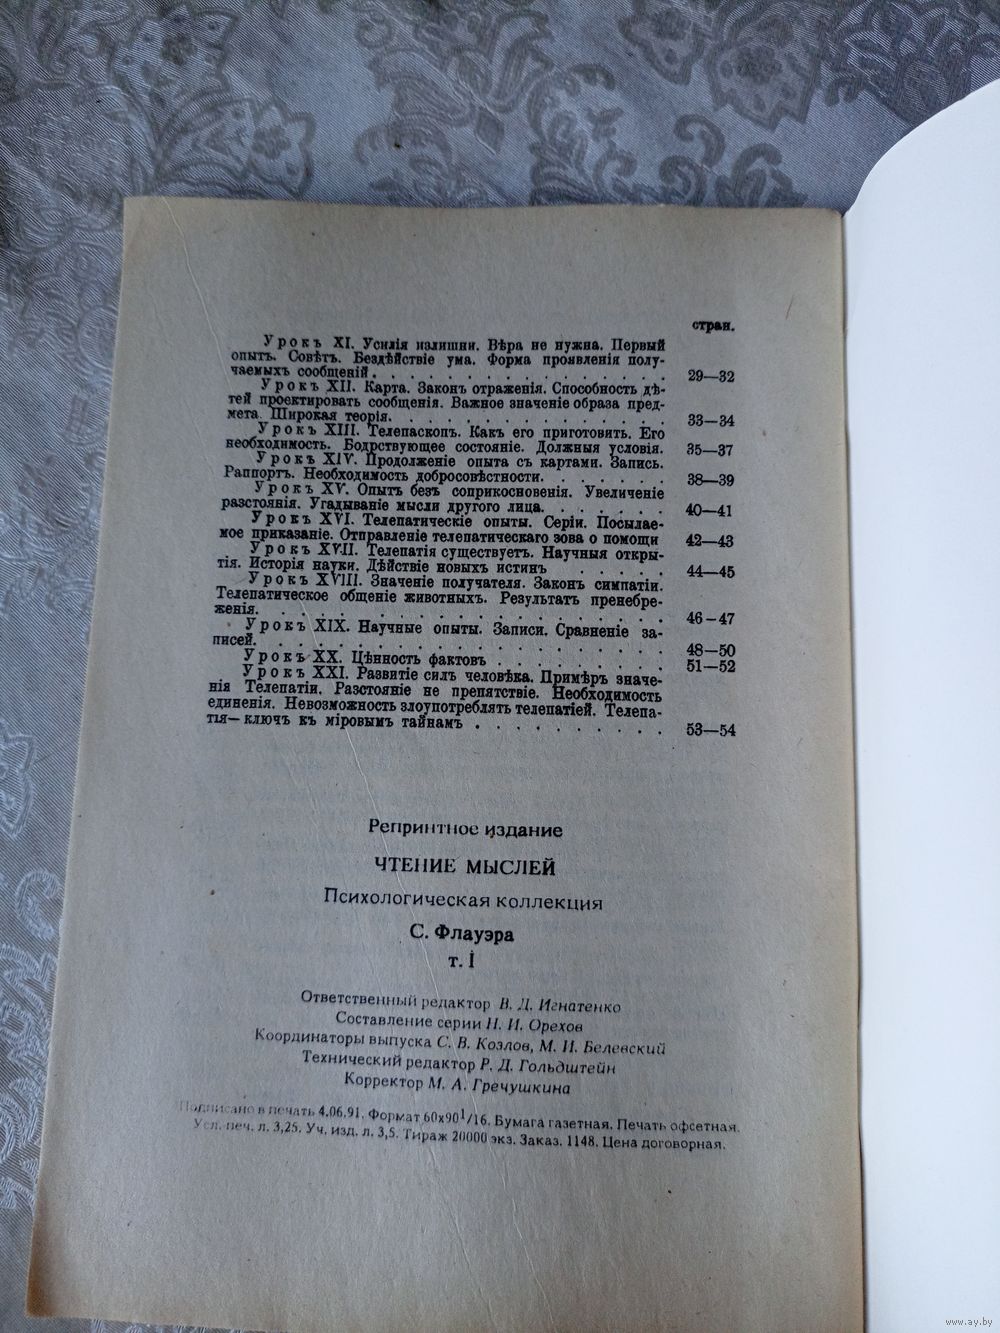 стран.
Урокъ XI. Усилія излишни. Вѣра не нужна. Первый
опытъ. Совѣтъ. Бездѣйствіе ума. Форма проявленія полу-
чаемыхъ сообщеній. . . . . . . . . . . . . . . . 29—32
Урокъ XII. Карта. Законъ отраженія. Способность дѣ-
тей проектировать сообщенія. Важное значеніе образа пред-
мета. Широкая теорія. . . . . . . . . . . . . . . 33—34
Урокъ XIII. Телепаскопъ. Какъ его приготовить. Его
необходимость. Бодрствующее состояніе. Должныя условія. 35—37
Урокъ XIV. Продолженіе опыта съ картами. Запись.
Раппортъ. Необходимость добросовѣстности. . . . . . . 38—39
Урокъ XV. Опытъ безъ соприкосновенія. Увеличеніе
разстоянія. Угадываніе мысли другого лица. . . . . . . 40—41
Урокъ XVI. Телепатическіе опыты. Серіи. Посылае-
мое приказаніе. Отправленіе телепатическаго зова о помощи 42—43
Урокъ XVII. Телепатія существуетъ. Научныя откры-
тія. Исторія науки. Дѣйствіе новыхъ истинъ . . . . . 44—45
Урокъ XVIII. Значеніе получателя. Законъ симпатіи.
Телепатическое общеніе животныхъ. Результатъ пренебре-
женія. . . . . . . . . . . . . . . . . . . . 46-47
Урокъ XIX. Научные опыты. Записи. Сравненіе за-
писей. . . . . . . . . . . . . . . . . . . . 48—50
Урокъ XX. Цѣнность фактовъ . . . . . . . . . 51—52
Урокъ XXI. Развитіе силъ человѣка. Примѣръ значе-
нія Телепатіи. Разстояніе не препятствіе. Необходимость
единенія. Невозможность злоупотреблять телепатіей. Телепа-
тія—ключъ къ міровымъ тайнамъ . . . . . . . . . . 53—54
Репринтное издание
ЧТЕНИЕ МЫСЛЕЙ
Психологическая коллекция
С. Флауэра
т. I
Ответственный редактор В. Д. Игнатенко
Составление серии Н. И. Орехов
Координаторы выпуска С. В. Козлов, М. И. Белевский
Технический редактор Р. Д. Гольдштейн
Корректор М. А. Гречушкина
Подписано в печать 4.06.91. Формат 60х90¹/16. Бумага газетная. Печать офсетная.
Усл. печ. л. 3,25. Уч. изд. л. 3,5. Тираж 20000 экз. Заказ. 1148. Цена договорная.
www.ay.by